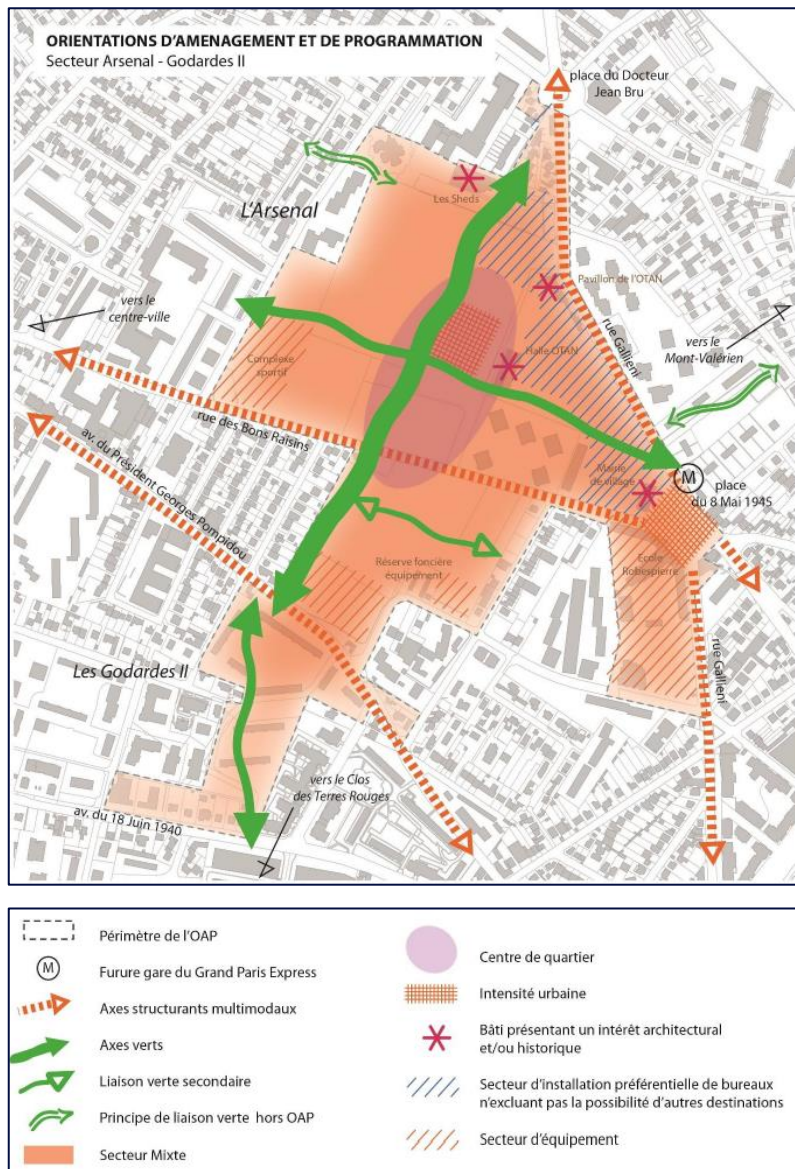 ORIENTATIONS D'AMENAGEMENT ET DE PROGRAMMATION
Secteur Arsenal - Godardes II
place du Docteur
Jean Bru
L'Arsenal
Les Sheds
Pavillon de l'OTAN
vers le
centre-ville
rue Gallieni
vers le
Mont-Valérien
Complexe
sportif
Halle OTAN
rue des Bons Raisins
av. du Président Georges Pompidou
Mairie
de village
M
place
du 8 Mai 1945
Réserve foncière
équipement
Ecole
Robespierre
Les Godardes II
rue Gallieni
vers le Clos
des Terres Rouges
av. du 18 Juin 1940
Périmètre de l'OAP
M
Furure gare du Grand Paris Express
Axes structurants multimodaux
Axes verts
Liaison verte secondaire
Principe de liaison verte hors OAP
Secteur Mixte
Centre de quartier
Intensité urbaine
Bâti présentant un intérêt architectural
et/ou historique
Secteur d'installation préférentielle de bureaux
n'excluant pas la possibilité d'autres destinations
Secteur d'équipement